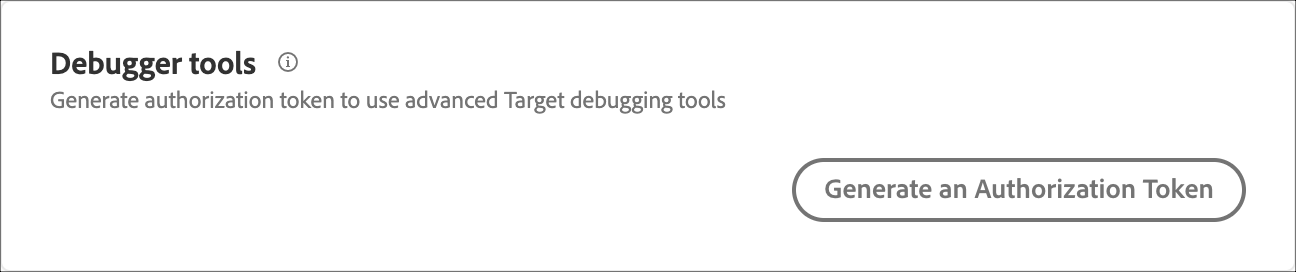 Debugger tools
Generate authorization token to use advanced Target debugging tools
Generate an Authorization Token